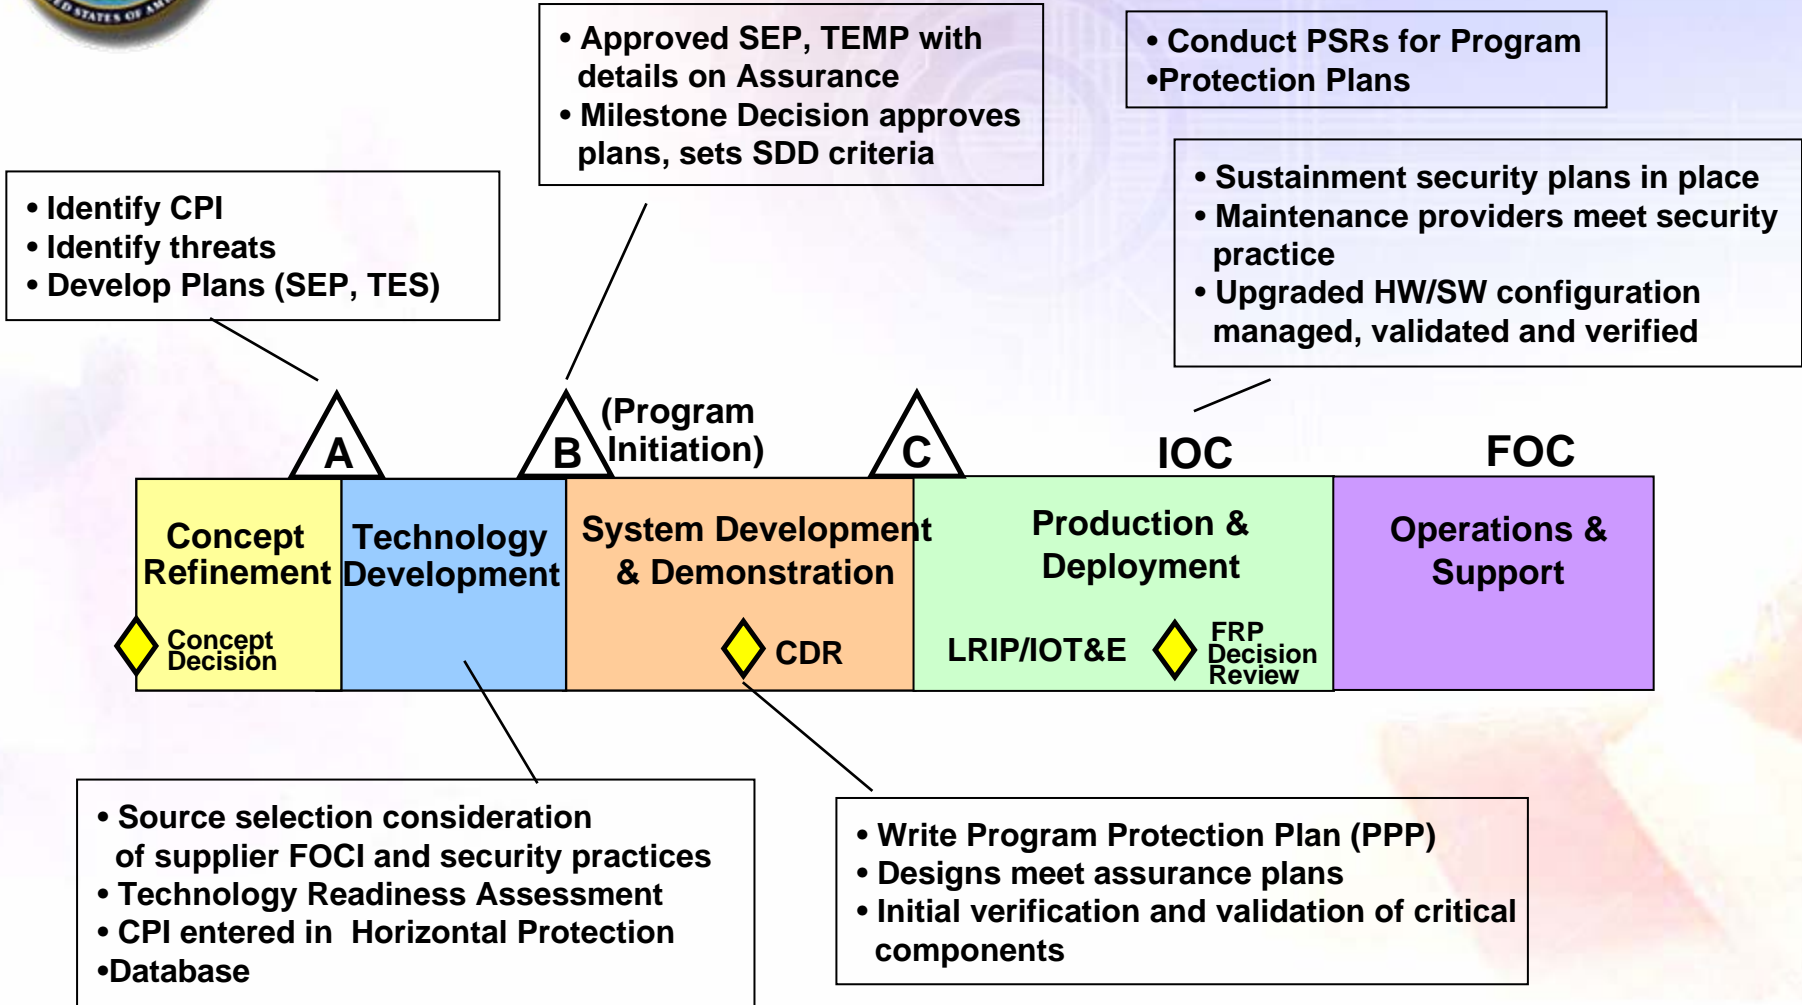 D STATES OF AM
• Approved SEP, TEMP with
details on Assurance
• Milestone Decision approves
plans, sets SDD criteria
• Conduct PSRs for Program
•Protection Plans
• Identify CPI
• Identify threats
• Develop Plans (SEP, TES)
• Sustainment security plans in place
• Maintenance providers meet security
practice
• Upgraded HW/SW configuration
managed, validated and verified
A
B
(Program
Initiation)
C
IOC
FOC
Concept
Refinement
Technology
Development
System Development
& Demonstration
Production &
Deployment
Operations &
Support
Concept
Decision
CDR
LRIP/IOT&E
FRP
Decision
Review
• Source selection consideration
of supplier FOCI and security practices
• Technology Readiness Assessment
• CPI entered in  Horizontal Protection
•Database
• Write Program Protection Plan (PPP)
• Designs meet assurance plans
• Initial verification and validation of critical
components